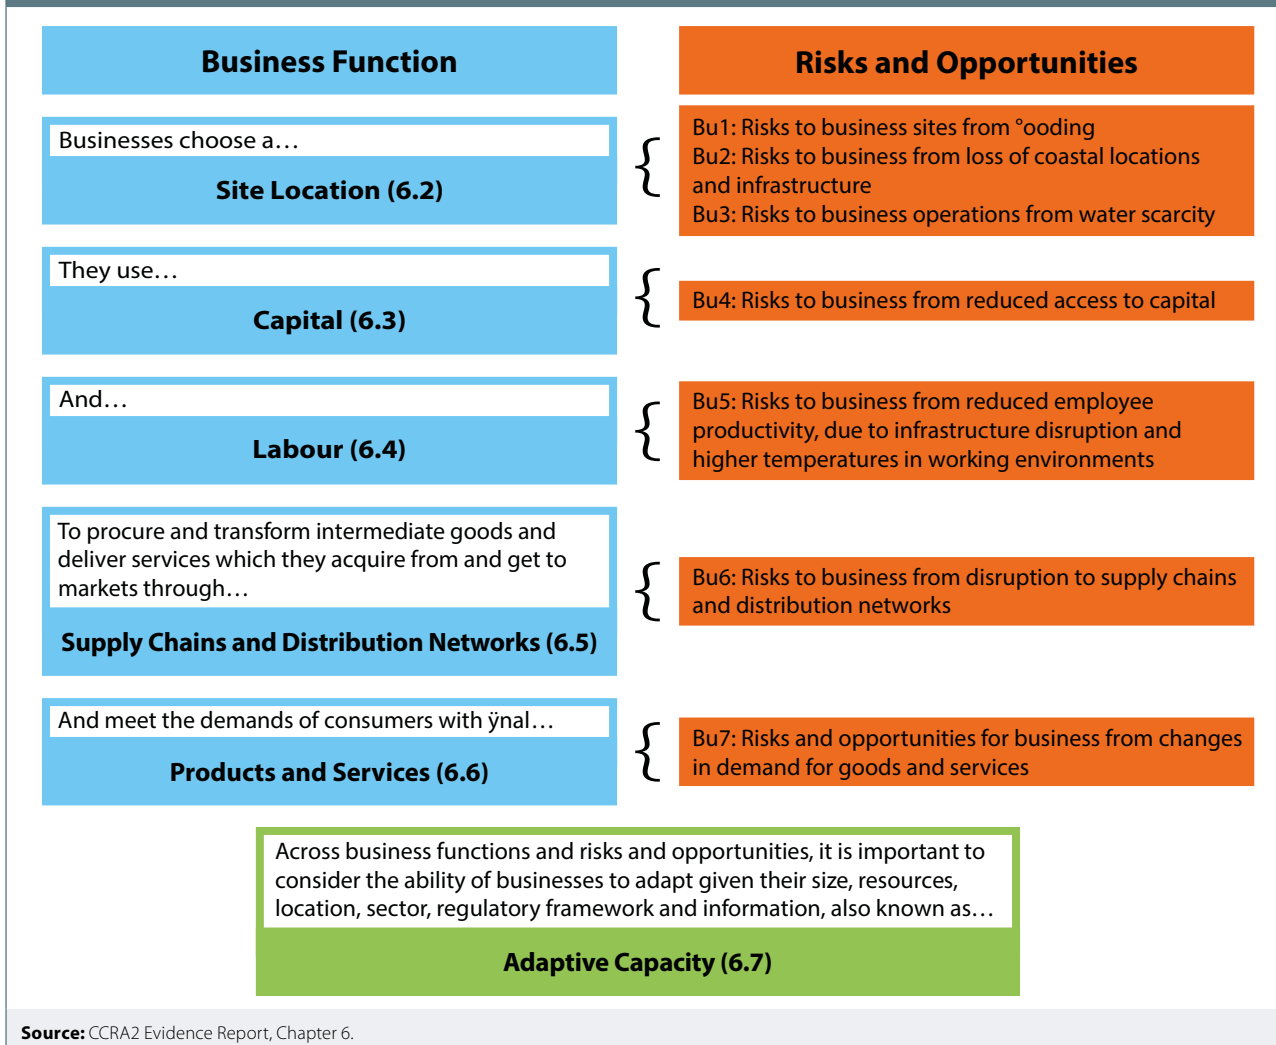 Business Function
Risks and Opportunities
Businesses choose a…
Site Location (6.2)
{
Bu1: Risks to business sites from °ooding
Bu2: Risks to business from loss of coastal locations
and infrastructure
Bu3: Risks to business operations from water scarcity
They use…
Capital (6.3)
{
Bu4: Risks to business from reduced access to capital
And…
Labour (6.4)
{
Bu5: Risks to business from reduced employee
productivity, due to infrastructure disruption and
higher temperatures in working environments
To procure and transform intermediate goods and
deliver services which they acquire from and get to
markets through…
Supply Chains and Distribution Networks (6.5)
{
Bu6: Risks to business from disruption to supply chains
and distribution networks
And meet the demands of consumers with ÿnal…
Products and Services (6.6)
{
Bu7: Risks and opportunities for business from changes
in demand for goods and services
Across business functions and risks and opportunities, it is important to
consider the ability of businesses to adapt given their size, resources,
location, sector, regulatory framework and information, also known as…
Adaptive Capacity (6.7)
Source: CCRA2 Evidence Report, Chapter 6.